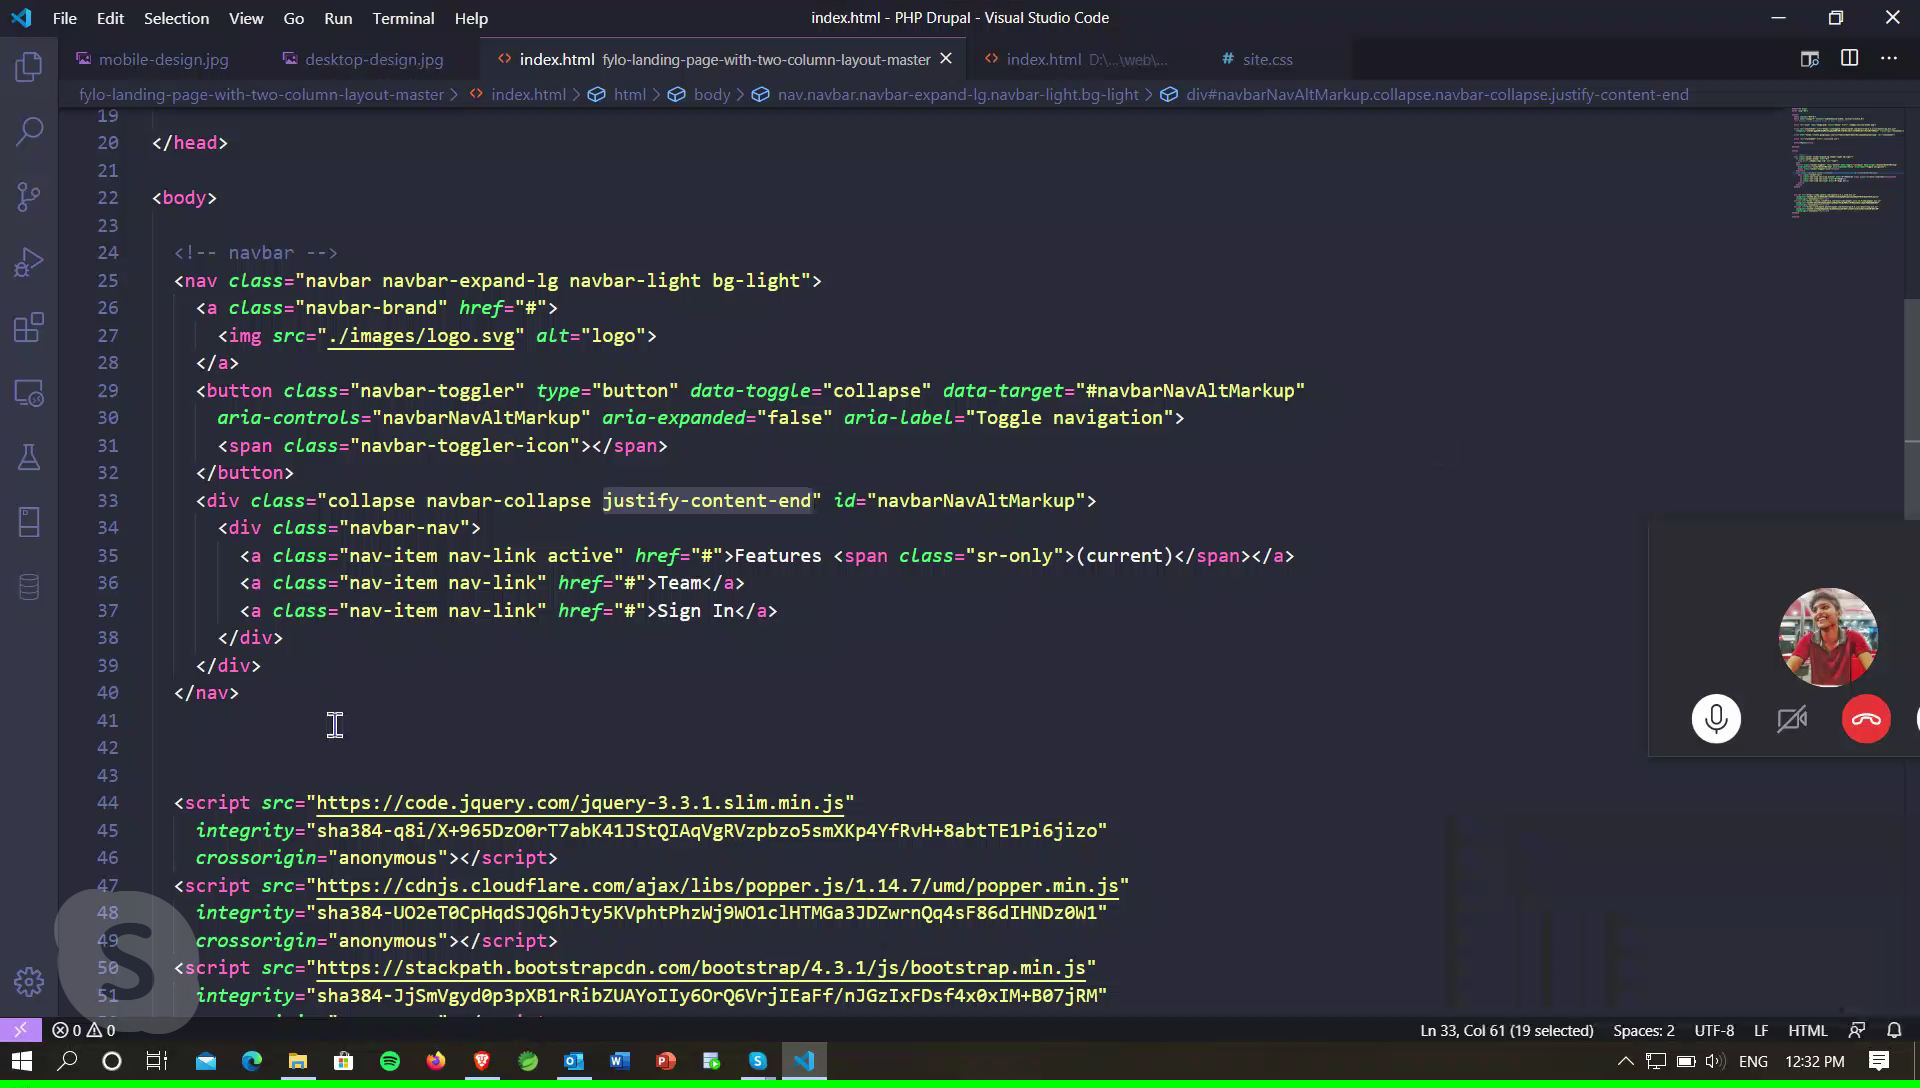 File Edit Selection View Go Run Terminal Help index.html - PHP Drupal - Visual Studio Code
mobile-design.jpg desktop-design.jpg index.html fylo-landing-page-with-two-column-layout-master index.html D:\...\web\... # site.css
fylo-landing-page-with-two-column-layout-master > index.html > html > body > nav.navbar.navbar-expand-lg.navbar-light.bg-light > div#navbarNavAltMarkup.collapse.navbar-collapse.justify-content-end
19
20 </head>
21
22 <body>
23
24 <!-- navbar -->
25 <nav class="navbar navbar-expand-lg navbar-light bg-light">
26 <a class="navbar-brand" href="#">
27 <img src="./images/logo.svg" alt="logo">
28 </a>
29 <button class="navbar-toggler" type="button" data-toggle="collapse" data-target="#navbarNavAltMarkup"
30 aria-controls="navbarNavAltMarkup" aria-expanded="false" aria-label="Toggle navigation">
31 <span class="navbar-toggler-icon"></span>
32 </button>
33 <div class="collapse navbar-collapse justify-content-end" id="navbarNavAltMarkup">
34 <div class="navbar-nav">
35 <a class="nav-item nav-link active" href="#">Features <span class="sr-only">(current)</span></a>
36 <a class="nav-item nav-link" href="#">Team</a>
37 <a class="nav-item nav-link" href="#">Sign In</a>
38 </div>
39 </div>
40 </nav>
41
42
43
44 <script src="https://code.jquery.com/jquery-3.3.1.slim.min.js"
45 integrity="sha384-q8i/X+965DzO0rT7abK41JStQIAqVgRVzpbzo5smXKp4YfRvH+8abtTE1Pi6jizo"
46 crossorigin="anonymous"></script>
47 <script src="https://cdnjs.cloudflare.com/ajax/libs/popper.js/1.14.7/umd/popper.min.js"
48 integrity="sha384-UO2eT0CpHqdSJQ6hJty5KVphtPhzWj9WO1clHTMGa3JDZwrnQq4sF86dIHNDz0W1"
49 crossorigin="anonymous"></script>
50 <script src="https://stackpath.bootstrapcdn.com/bootstrap/4.3.1/js/bootstrap.min.js"
51 integrity="sha384-JjSmVgyd0p3pXB1rRibZUAYoIIy6OrQ6VrjIEaFf/nJGzIxFDsf4x0xIM+B07jRM"
0 0 Ln 33, Col 61 (19 selected) Spaces: 2 UTF-8 LF HTML
ENG 12:32 PM